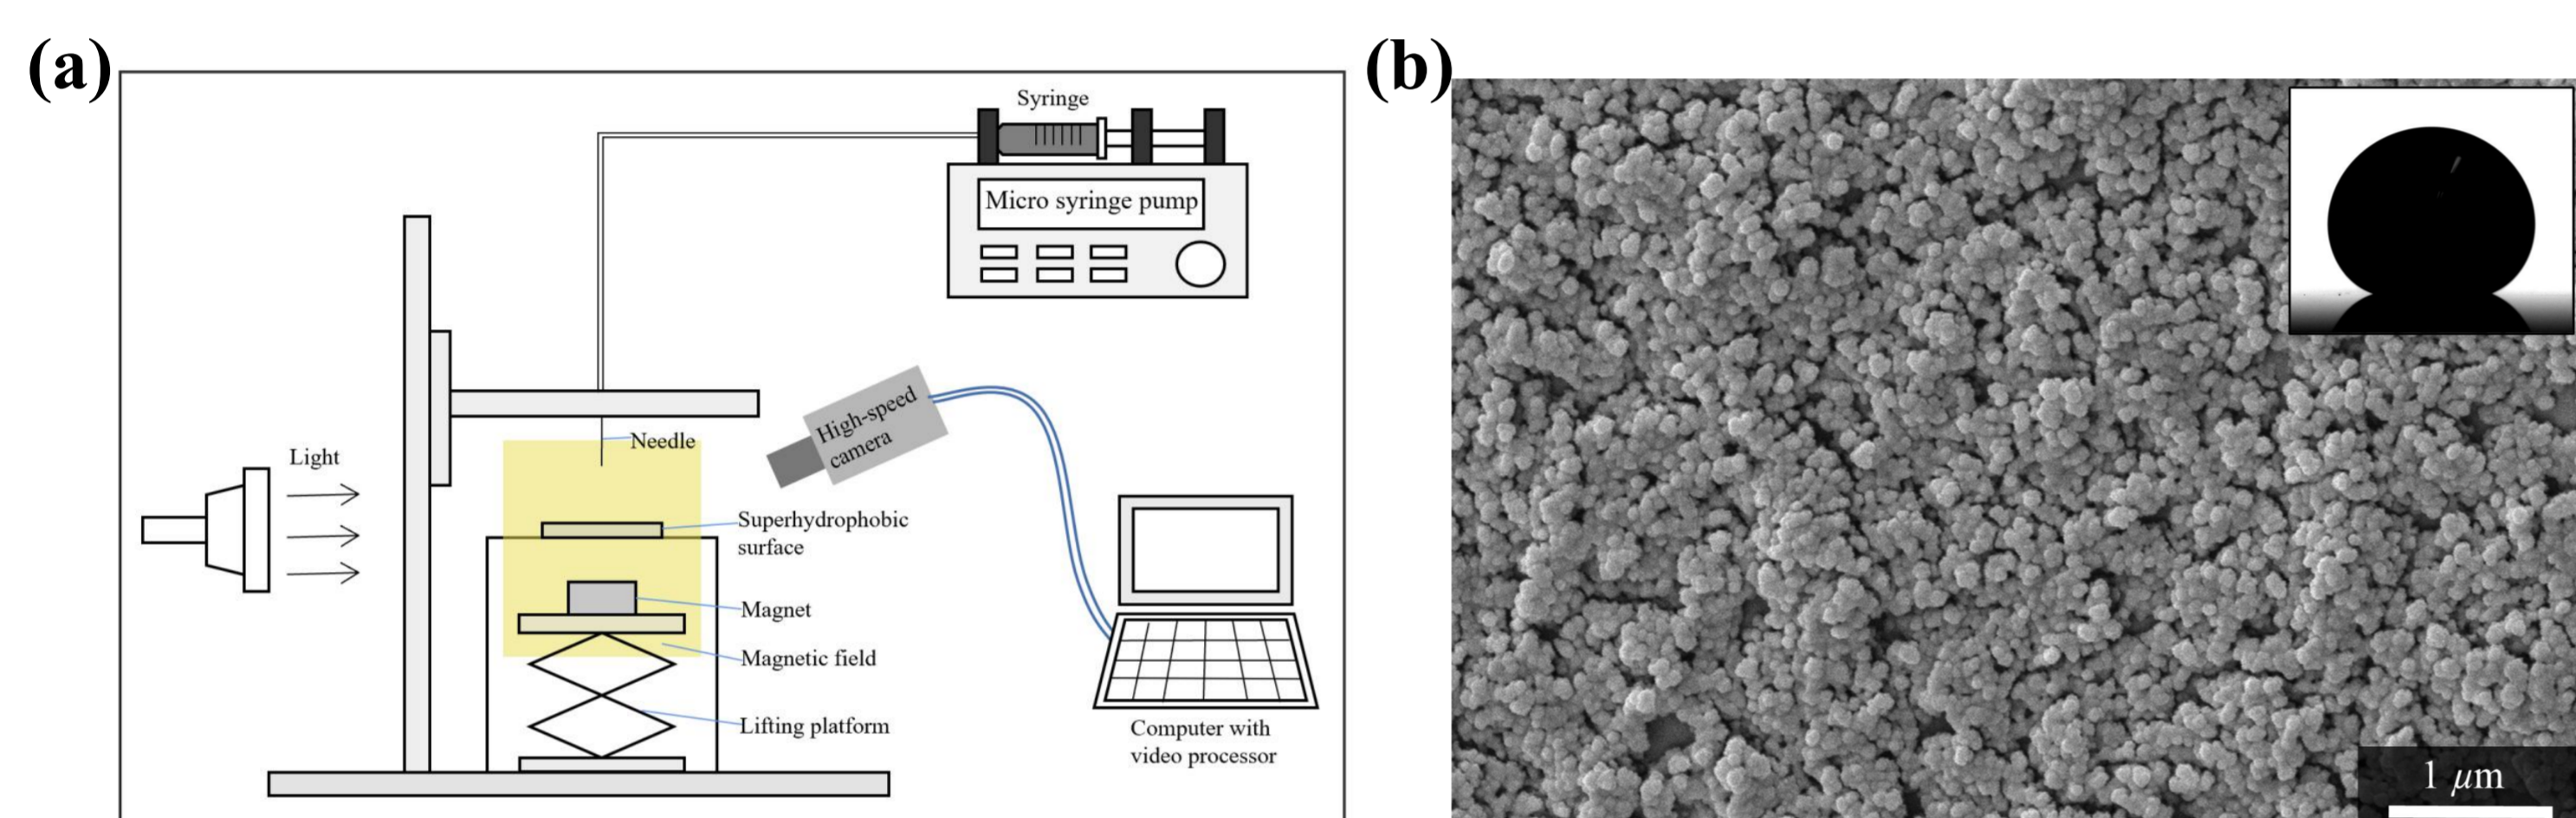 (a)
Syringe
Micro syringe pump
High-speed
camera
Needle
Light
Superhydrophobic
surface
Magnet
Magnetic field
Lifting platform
Computer with
video processor
(b)
1 μm